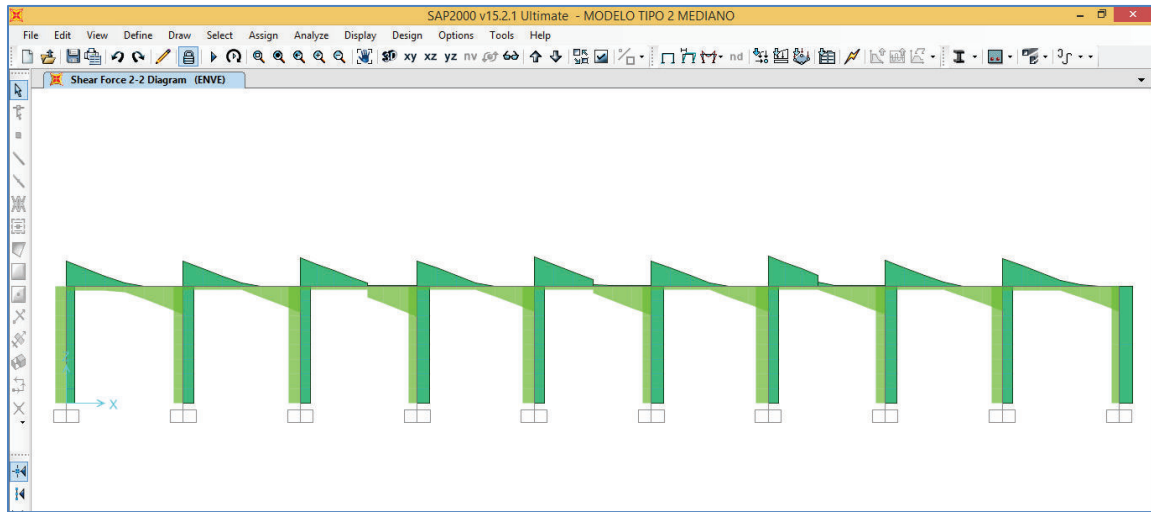 SAP2000 v15.2.1 Ultimate - MODELO TIPO 2 MEDIANO
File Edit View Define Draw Select Assign Analyze Display Design Options Tools Help
3D xy xz yz nv nd
Shear Force 2-2 Diagram (ENVE)
X